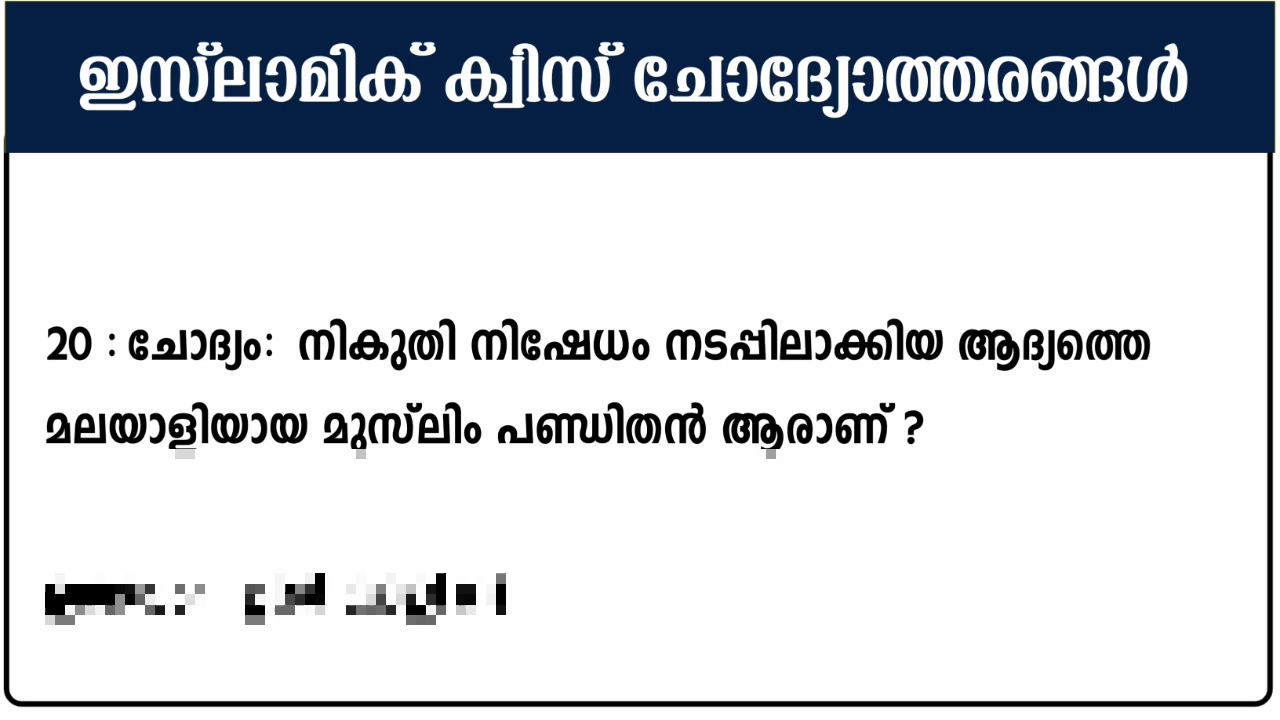 ഇസ്‌ലാമിക് ക്വിസ് ചോദ്യോത്തരങ്ങൾ
20 : ചോദ്യം: നികുതി നിഷേധം നടപ്പിലാക്കിയ ആദ്യത്തെ
മലയാളിയായ മുസ്‌ലിം പണ്ഡിതൻ ആരാണ് ?